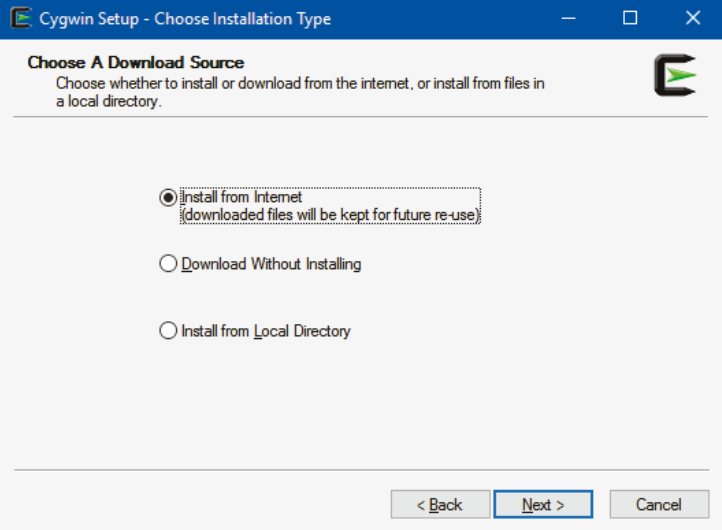 Cygwin Setup - Choose Installation Type
Choose A Download Source
Choose whether to install or download from the internet, or install from files in
a local directory.
Install from Internet
(downloaded files will be kept for future re-use)
Download Without Installing
Install from Local Directory
< Back
Next >
Cancel